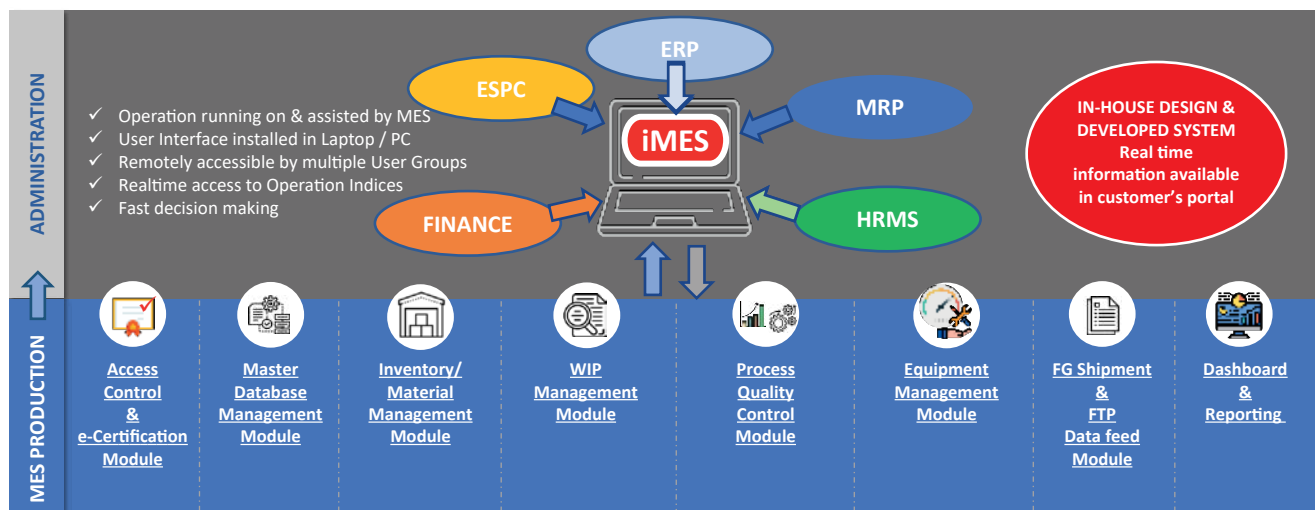 ADMINISTRATION
ERP
ESPC
MRP
iMES
FINANCE
HRMS
✓ Operation running on & assisted by MES
✓ User Interface installed in Laptop / PC
✓ Remotely accessible by multiple User Groups
✓ Realtime access to Operation Indices
✓ Fast decision making
IN-HOUSE DESIGN &
DEVELOPED SYSTEM
Real time
information available
in customer's portal
MES PRODUCTION
Access
Control
&
e-Certification
Module
Master
Database
Management
Module
Inventory/
Material
Management
Module
WIP
Management
Module
Process
Quality
Control
Module
Equipment
Management
Module
FG Shipment
&
FTP
Data feed
Module
Dashboard
&
Reporting